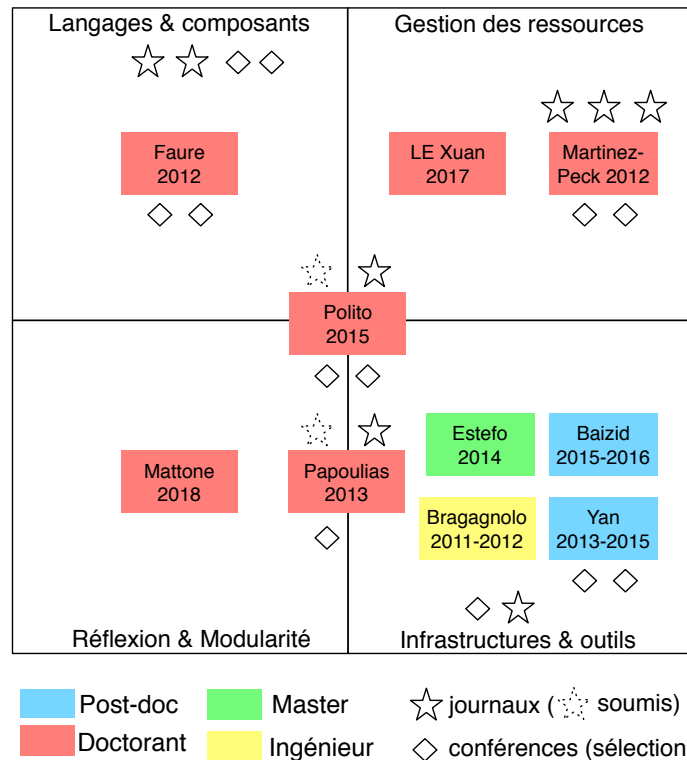 Langages & composants
Gestion des ressources
Faure
2012
LE Xuan
2017
Martinez-
Peck 2012
Polito
2015
Mattone
2018
Papoulias
2013
Estefo
2014
Baizid
2015-2016
Bragagnolo
2011-2012
Yan
2013-2015
Réflexion & Modularité
Infrastructures & outils
Post-doc
Master
journaux ( soumis)
Doctorant
Ingénieur
conférences (sélection